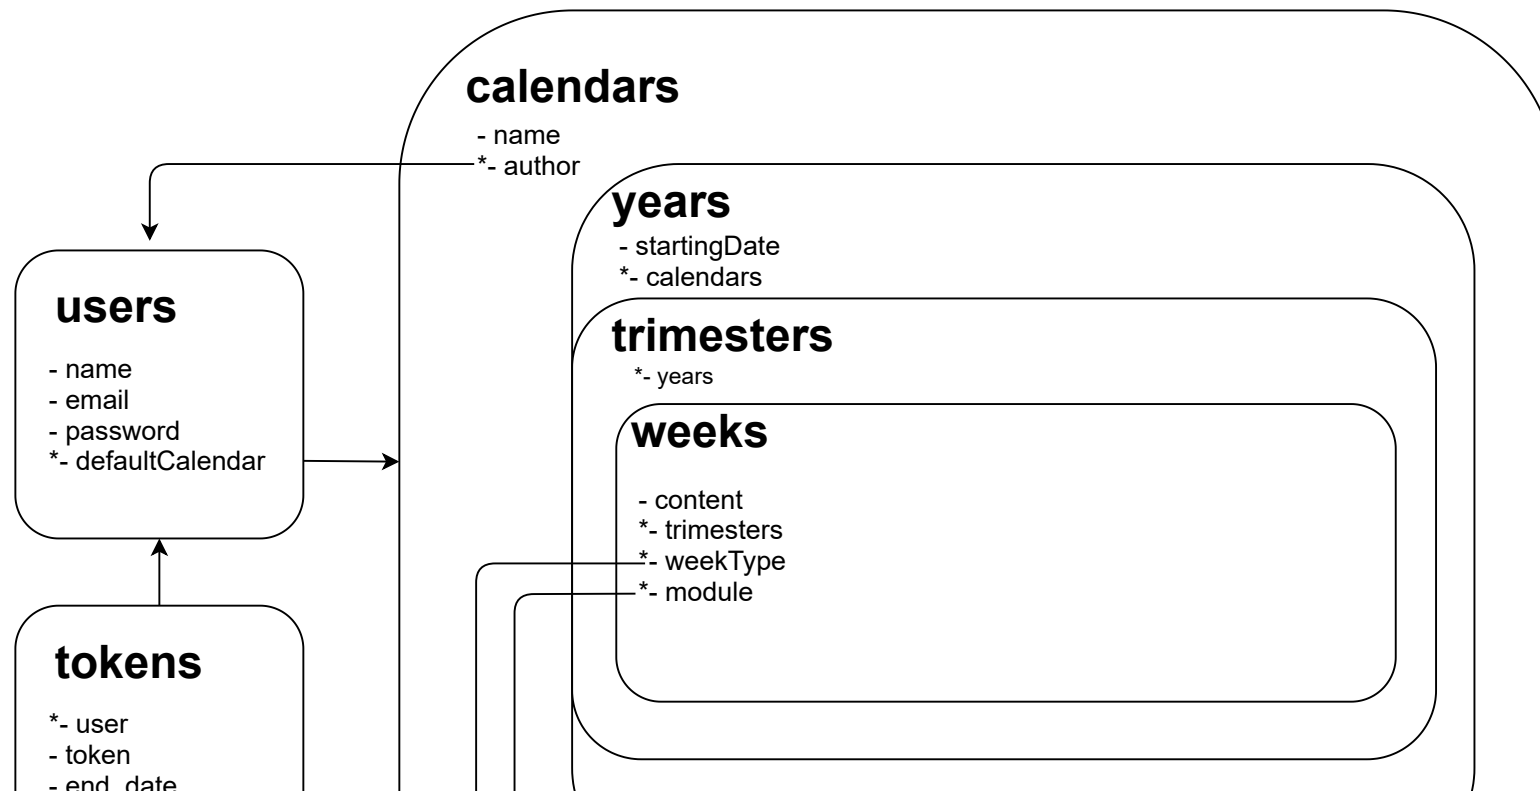 calendars
- name
*- author
years
- startingDate
*- calendars
users
- name
- email
- password
*- defaultCalendar
trimesters
*- years
weeks
- content
*- trimesters
*- weekType
*- module
tokens
*- user
- token
- end_date